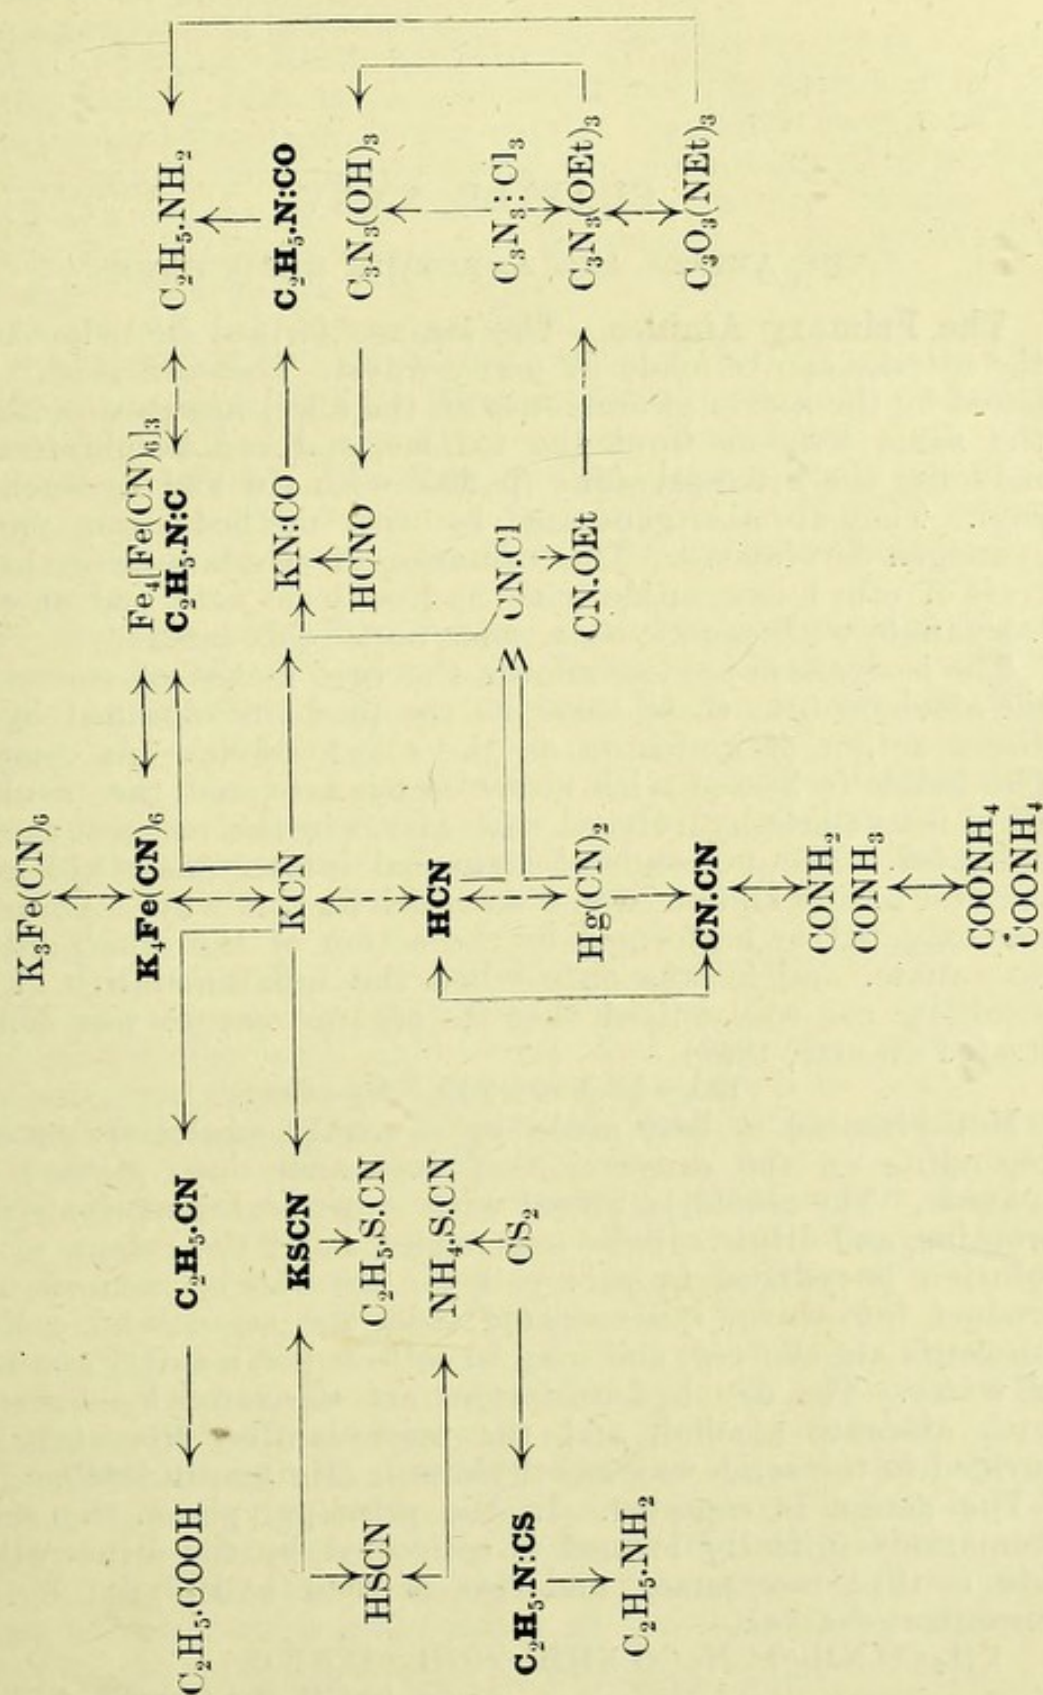 K₃Fe(CN)₆
K₄Fe(CN)₆ Fe₄[Fe(CN)₆]₃
C₂H₅.COOH C₂H₅.CN C₂H₅.N:C C₂H₅.NH₂
KSCN KCN KN:CO C₂H₅.N:CO
HSCN C₂H₅.S.CN HCNO C₃N₃(OH)₃
NH₄.S.CN HCN
C₂H₅.N:CS CS₂ CN.Cl C₃N₃:Cl₃
Hg(CN)₂ CN.OEt C₃N₃(OEt)₃
C₂H₅.NH₂
CN.CN C₃O₃(NEt)₃
CONH₂
CONH₃
COONH₄
COONH₄